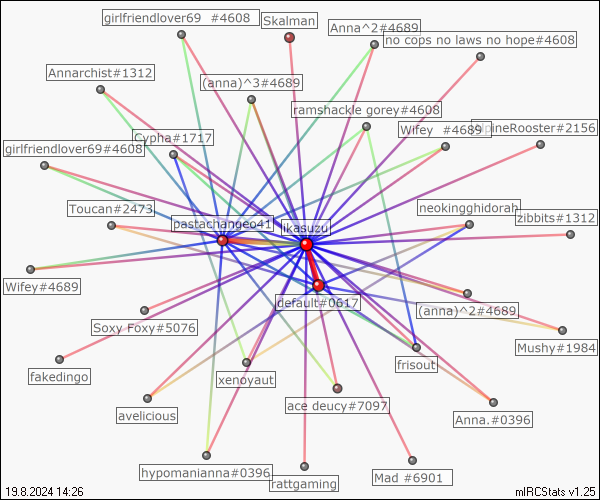 girlfriendlover69 #4608
Skalman
Anna^2#4689
no cops no laws no hope#4608
Annarchist#1312
(anna)^3#4689
ramshackle gorey#4608
Cypha#1717
Wifey #4689
lpineRooster#2156
girlfriendlover69#4608
Toucan#2473
pastachangeo41
ikasuzu
neokingghidorah
zibbits#1312
Wifey#4689
default#0617
(anna)^2#4689
Soxy Foxy#5076
Mushy#1984
fakedingo
xenoyaut
frisout
avelicious
ace deucy#7097
Anna.#0396
hypomanianna#0396
rattgaming
Mad #6901
19.8.2024 14:26
mIRCStats v1.25